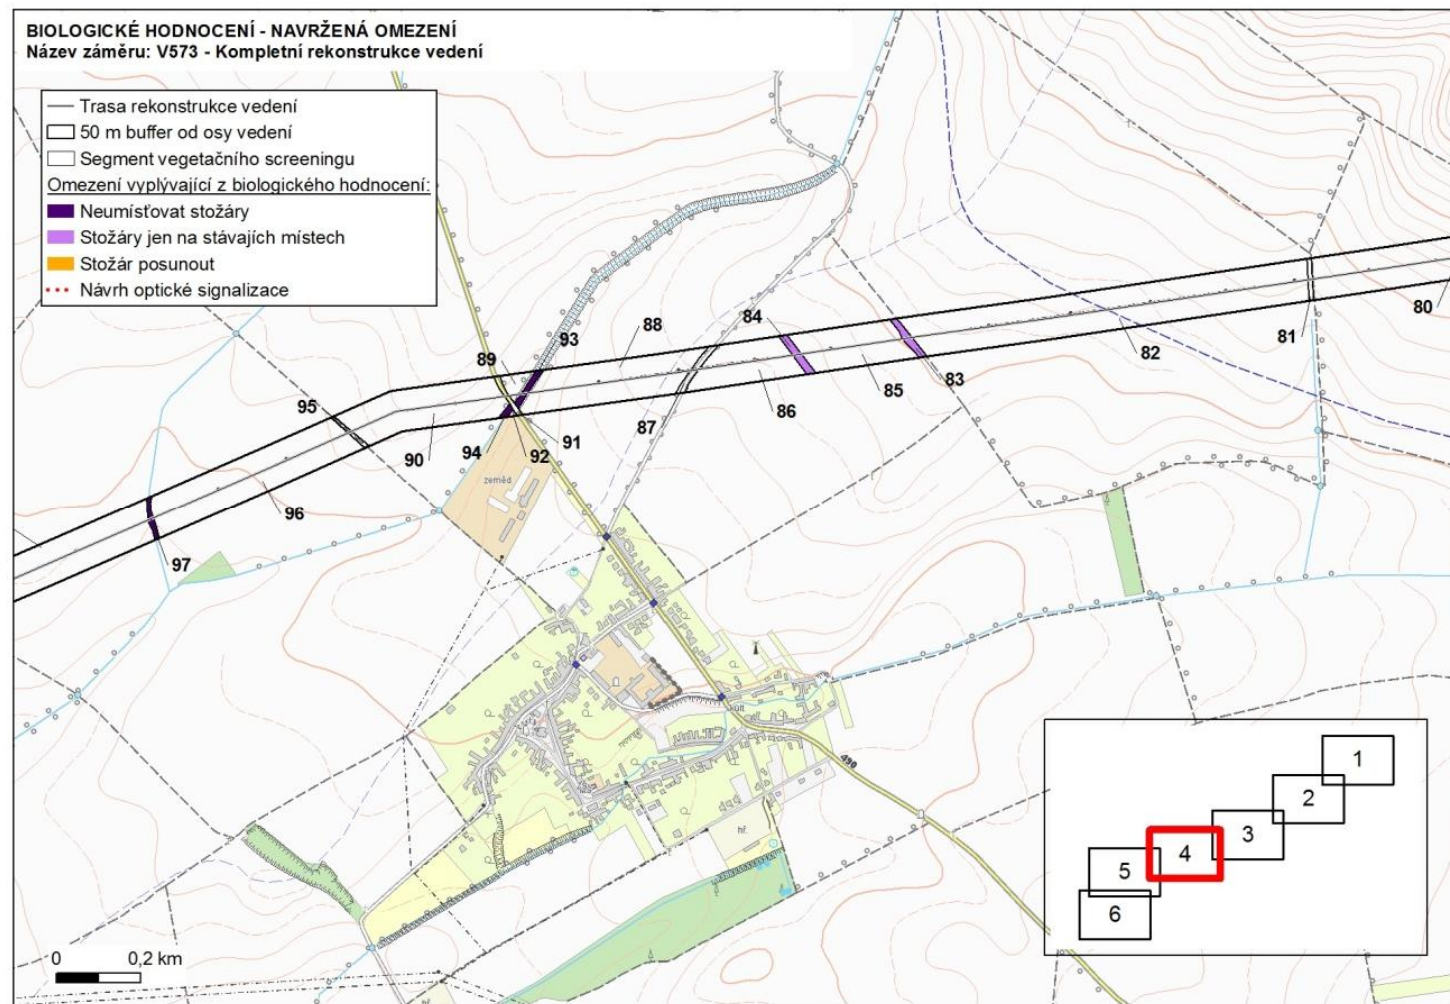 BIOLOGICKÉ HODNOCENÍ - NAVRŽENÁ OMEZENÍ
Název záměru: V573 - Kompletní rekonstrukce vedení
Trasa rekonstrukce vedení
50 m buffer od osy vedení
Segment vegetačního screeningu
Omezení vyplývající z biologického hodnocení:
Neumísťovat stožáry
Stožáry jen na stávajích místech
Stožár posunout
Návrh optické signalizace
80
81
82
83
84
85
86
87
88
89
90
91
92
93
94
95
96
97
zeměd
kult.
490
hř.
hř.
0 0,2 km
1
2
3
4
5
6